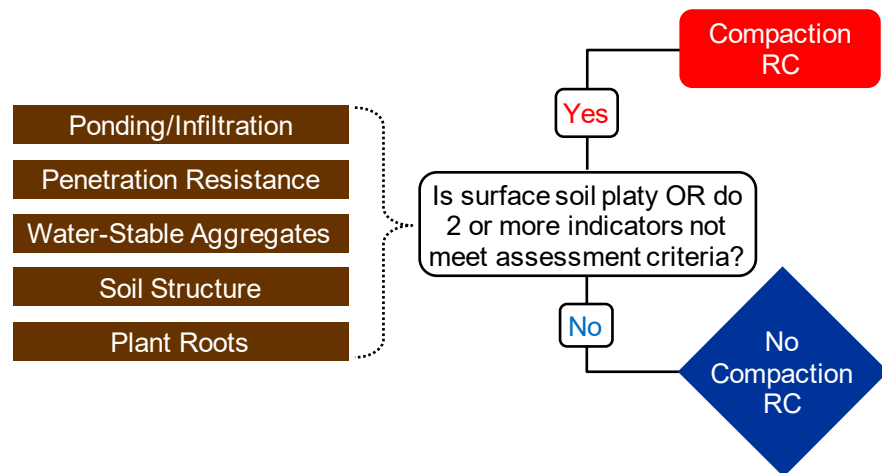 Ponding/Infiltration
Penetration Resistance
Water-Stable Aggregates
Soil Structure
Plant Roots
Compaction
RC
Yes
Is surface soil platy OR do
2 or more indicators not
meet assessment criteria?
No
No
Compaction
RC